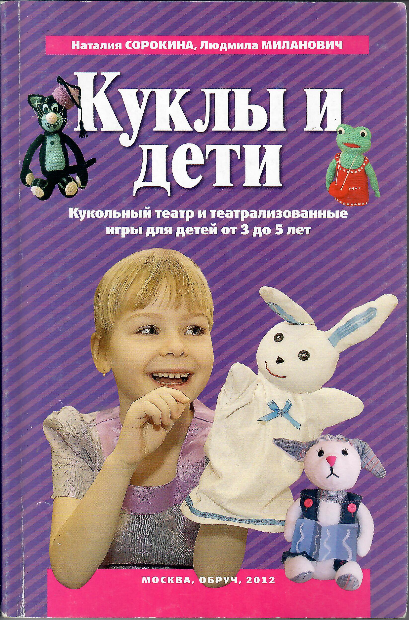 Наталия СОРОКИНА, Людмила МИЛАНОВИЧ
Куклы и
дети
Кукольный театр и театрализованные
игры для детей от 3 до 5 лет
МОСКВА, ОБРУЧ, 2012